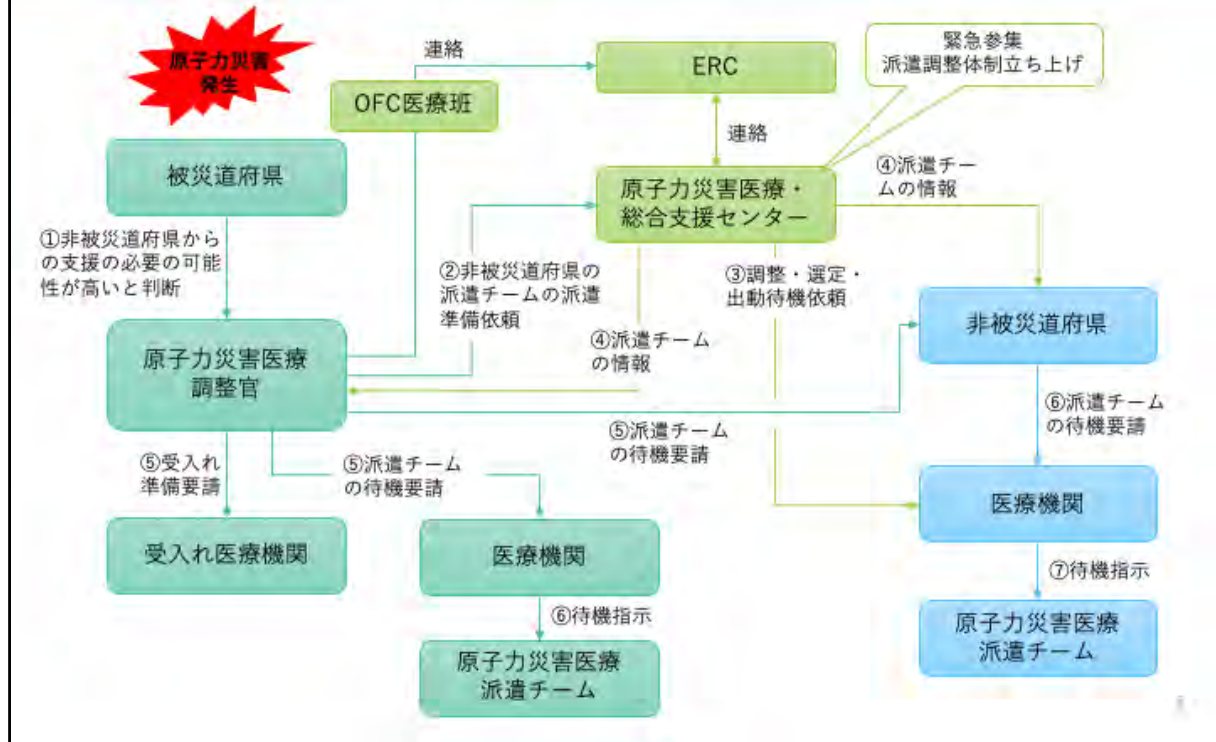 原子力災害
発生
連絡
OFC医療班
ERC
緊急参集
派遣調整体制立ち上げ
連絡
被災道府県
原子力災害医療・
総合支援センター
④派遣チー
ムの情報
①非被災道府県から
の支援の必要の可能
性が高いと判断
②非被災道府県の
派遣チームの派遣
準備依頼
③調整・選定・
出動待機依頼
④派遣チーム
の情報
非被災道府県
原子力災害医療
調整官
⑤受入れ
準備要請
⑤派遣チーム
の待機要請
⑤派遣チーム
の待機要請
⑥派遣チーム
の待機要請
受入れ医療機関
医療機関
医療機関
⑥待機指示
⑦待機指示
原子力災害医療
派遣チーム
原子力災害医療
派遣チーム